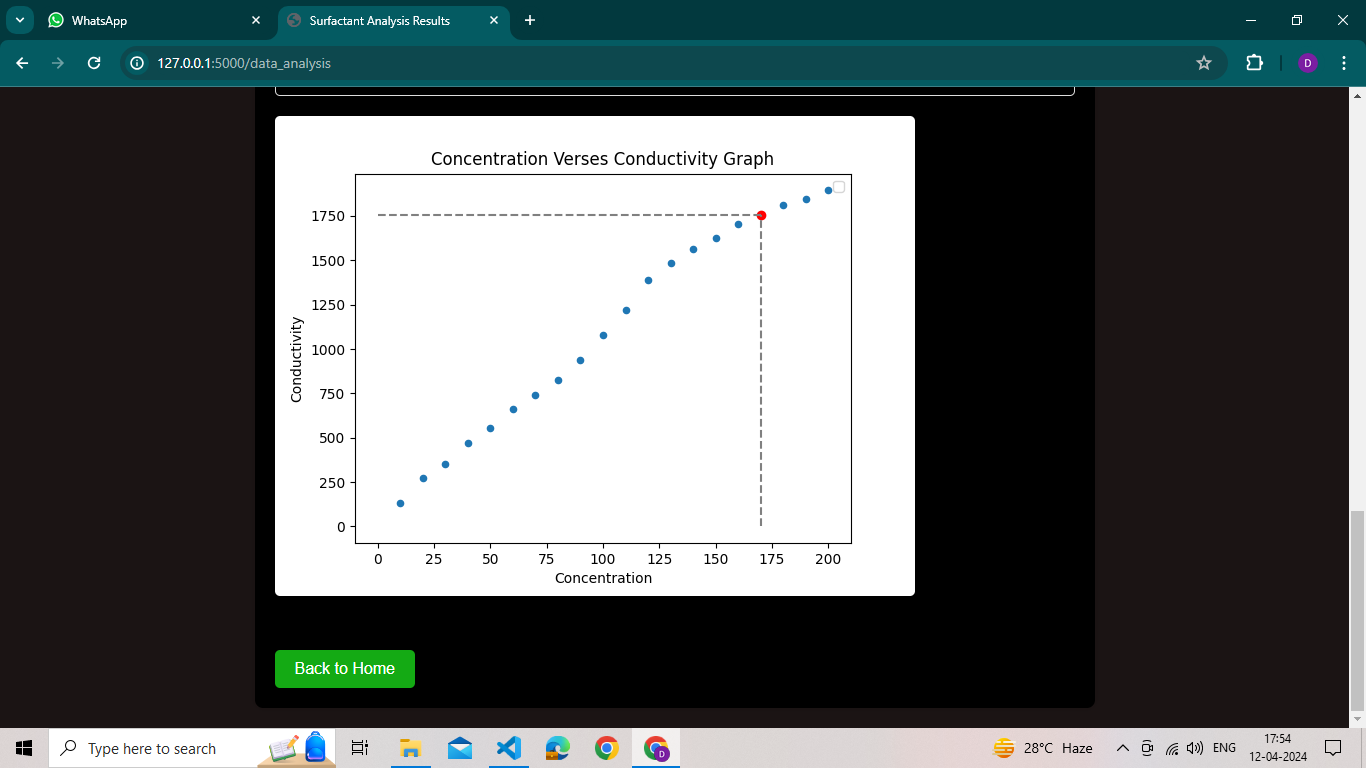 WhatsApp
Surfactant Analysis Results
127.0.0.1:5000/data_analysis
D
Concentration Verses Conductivity Graph
Conductivity
1750
1500
1250
1000
750
500
250
0
0 25 50 75 100 125 150 175 200
Concentration
Back to Home
Type here to search
D
28°C Haze
ENG
17:54
12-04-2024